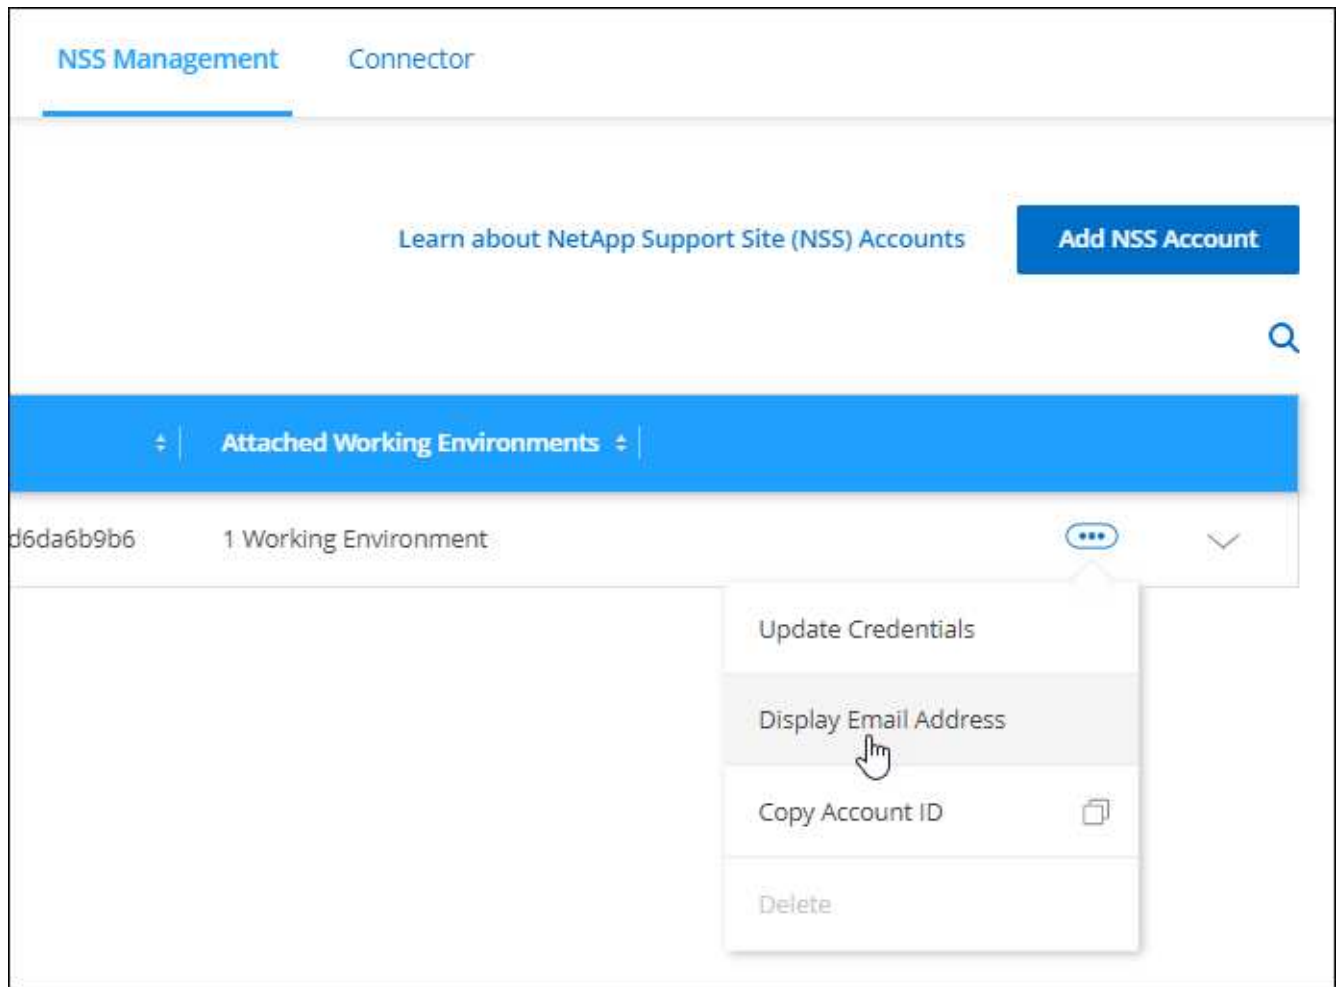 NSS Management Connector
Learn about NetApp Support Site (NSS) Accounts Add NSS Account
Attached Working Environments
d6da6b9b6 1 Working Environment
Update Credentials
Display Email Address
Copy Account ID
Delete